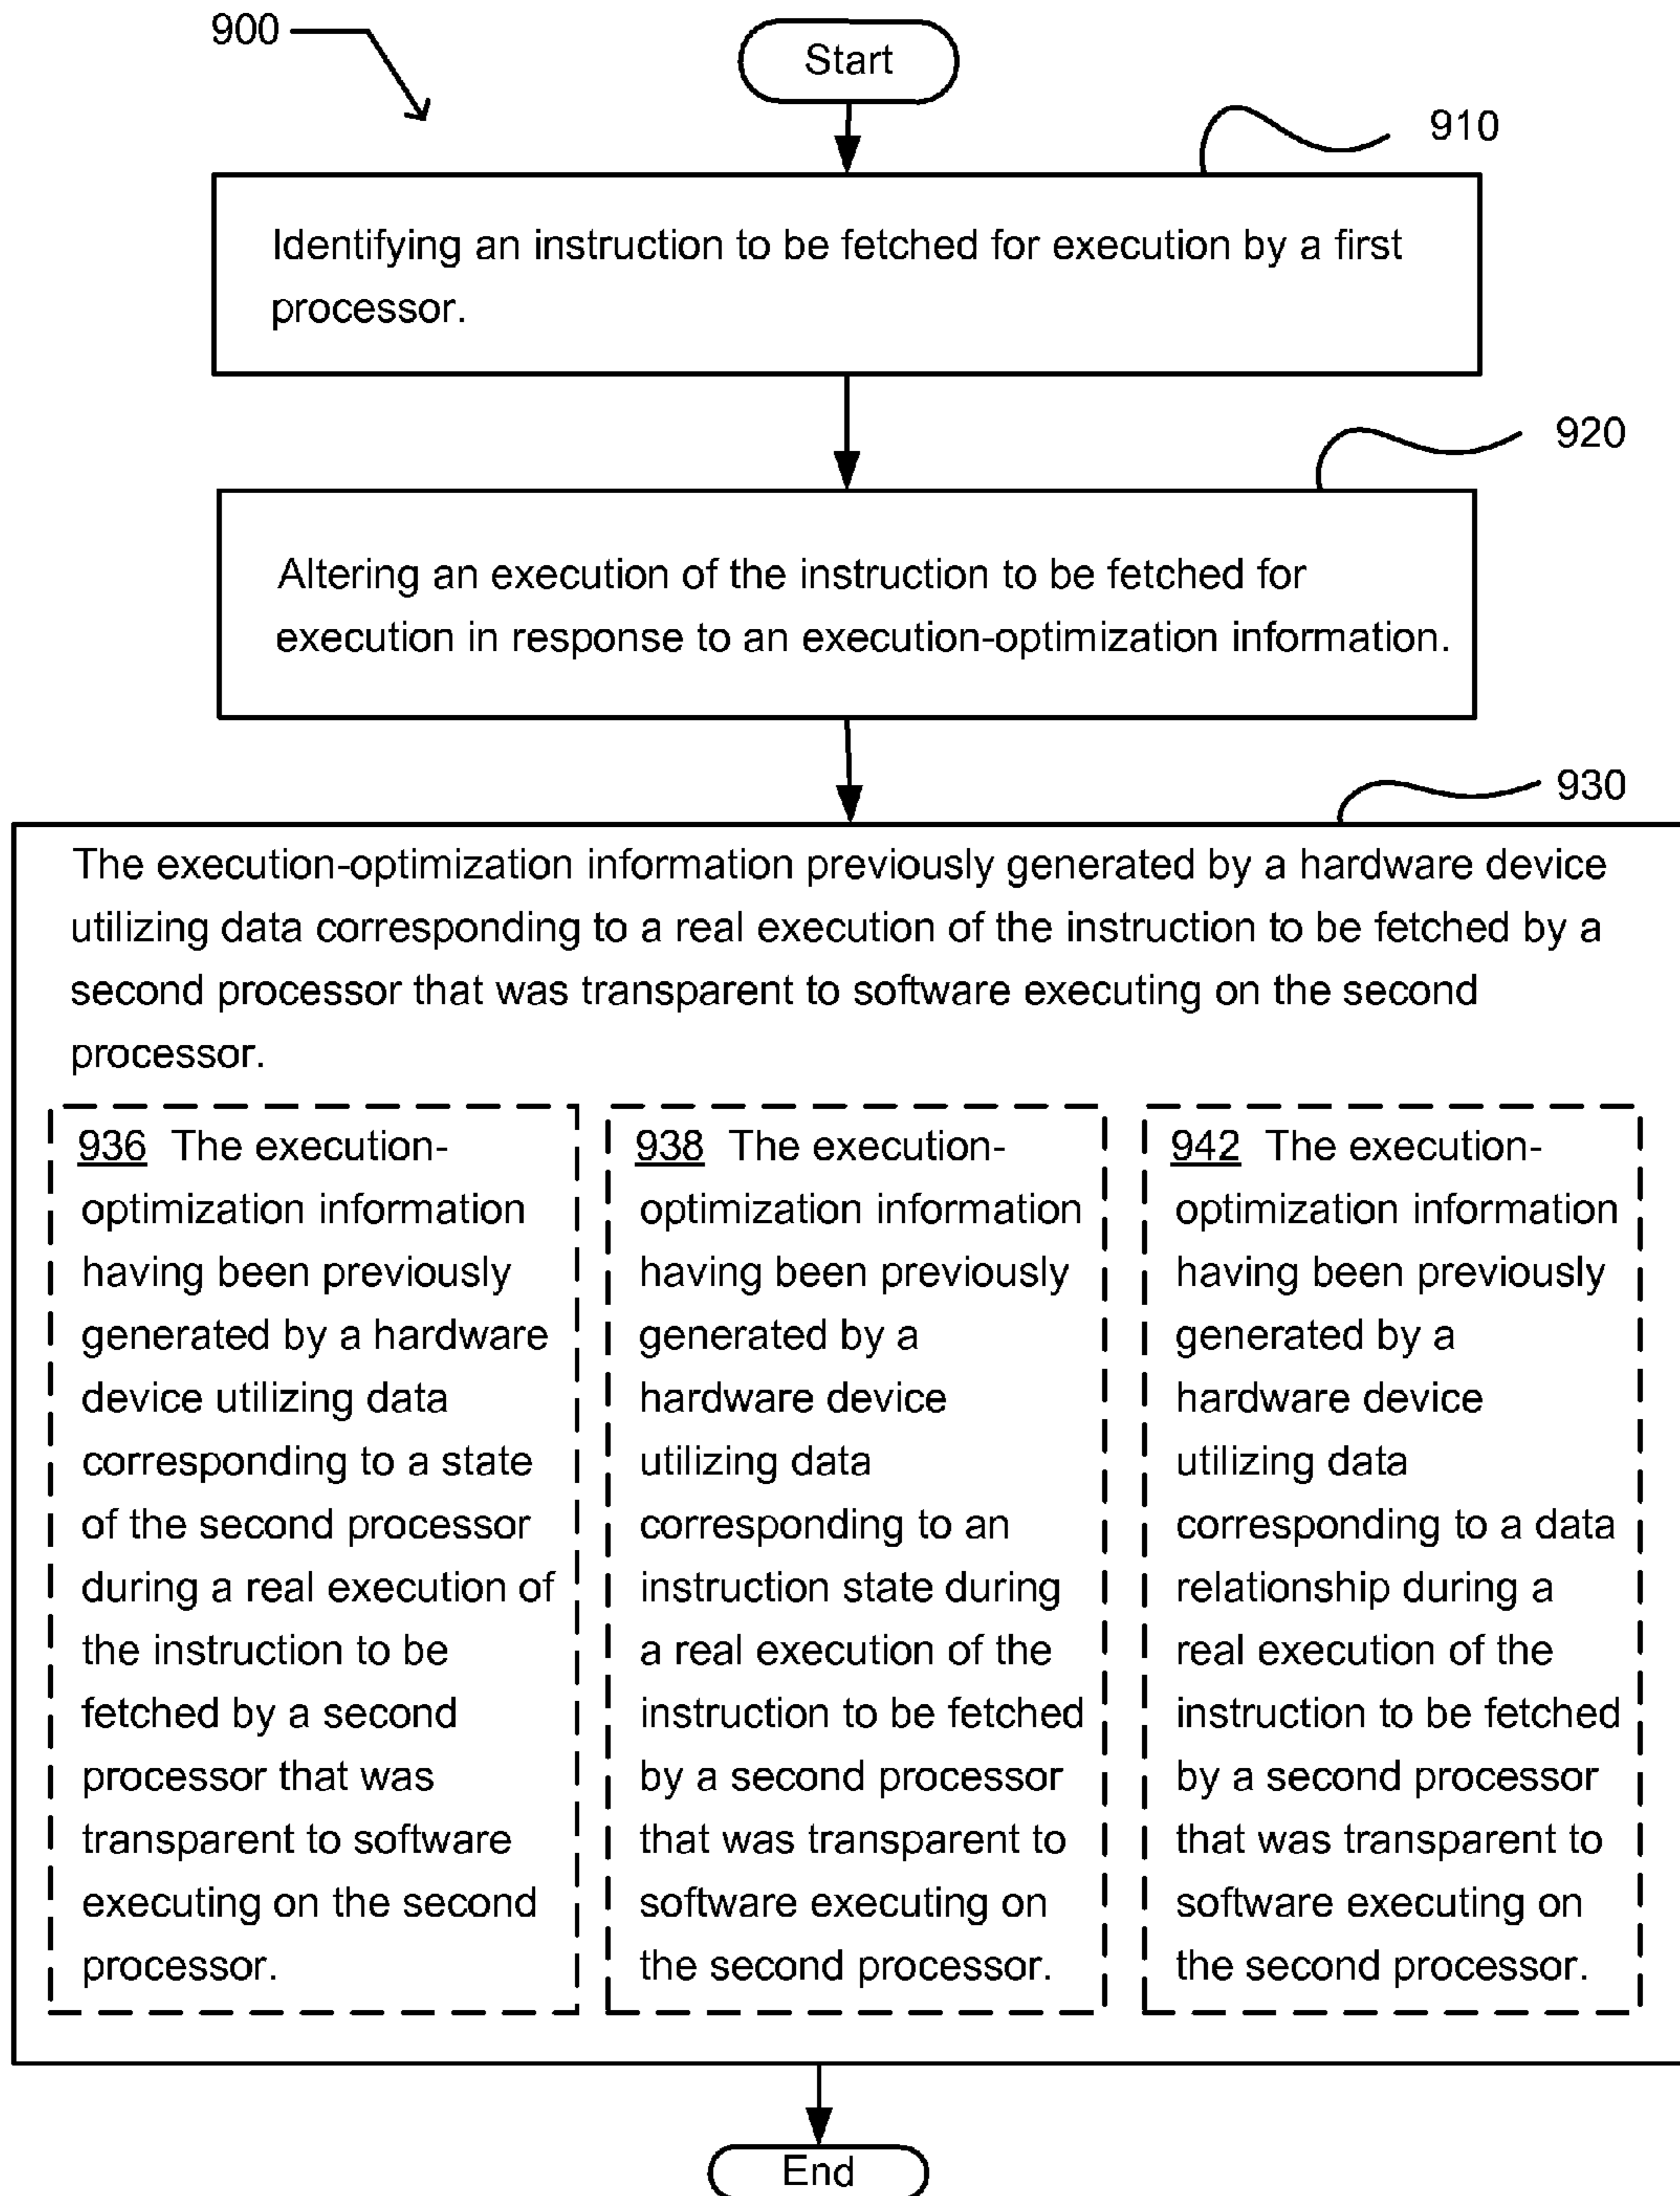 900
Start
910
Identifying an instruction to be fetched for execution by a first
processor.
920
Altering an execution of the instruction to be fetched for
execution in response to an execution-optimization information.
930
The execution-optimization information previously generated by a hardware device
utilizing data corresponding to a real execution of the instruction to be fetched by a
second processor that was transparent to software executing on the second
processor.
936 The execution-
optimization information
having been previously
generated by a hardware
device utilizing data
corresponding to a state
of the second processor
during a real execution of
the instruction to be
fetched by a second
processor that was
transparent to software
executing on the second
processor.
938 The execution-
optimization information
having been previously
generated by a
hardware device
utilizing data
corresponding to an
instruction state during
a real execution of the
instruction to be fetched
by a second processor
that was transparent to
software executing on
the second processor.
942 The execution-
optimization information
having been previously
generated by a
hardware device
utilizing data
corresponding to a data
relationship during a
real execution of the
instruction to be fetched
by a second processor
that was transparent to
software executing on
the second processor.
End